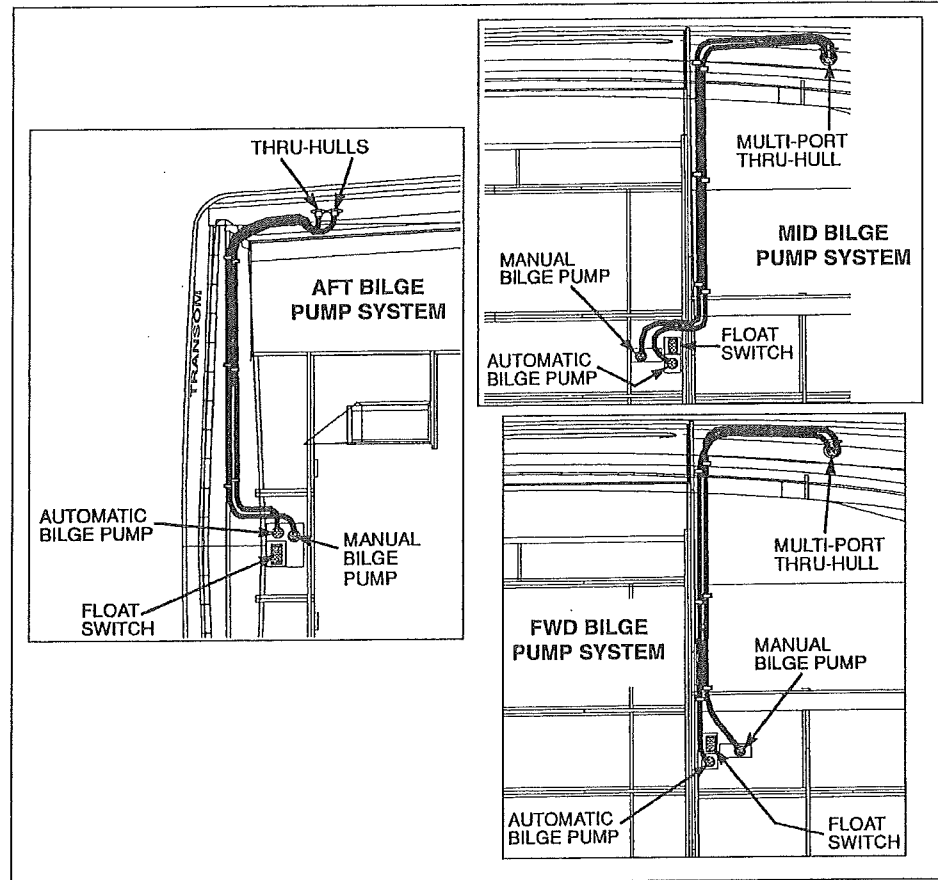 THRU-HULLS
AFT BILGE
PUMP SYSTEM
TRANSOM
AUTOMATIC
BILGE PUMP
MANUAL
BILGE
PUMP
FLOAT
SWITCH
MULTI-PORT
THRU-HULL
MID BILGE
PUMP SYSTEM
MANUAL
BILGE PUMP
FLOAT
SWITCH
AUTOMATIC
BILGE PUMP
MULTI-PORT
THRU-HULL
FWD BILGE
PUMP SYSTEM
MANUAL
BILGE PUMP
AUTOMATIC
BILGE PUMP
FLOAT
SWITCH